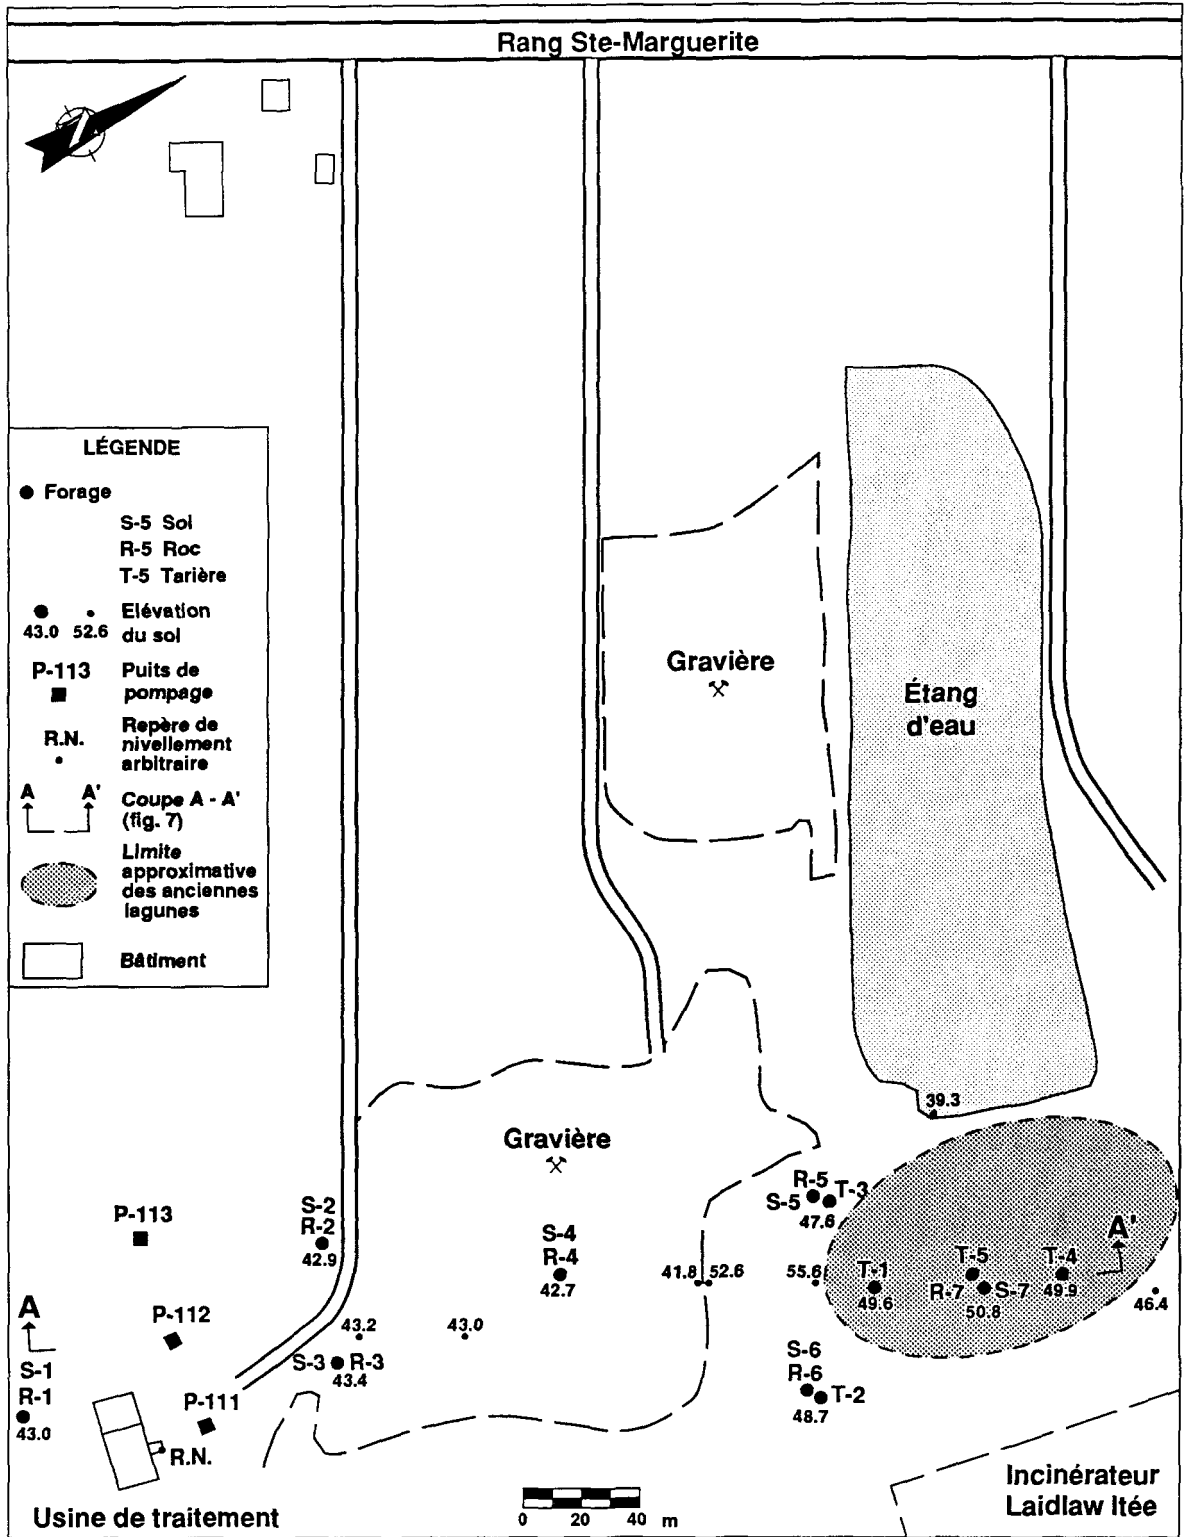 Rang Ste-Marguerite
N
LÉGENDE
Forage
S-5 Sol
R-5 Roc
T-5 Tarière
43.0 52.6
Elévation
du sol
P-113
Puits de
pompage
R.N.
Repère de
nivellement
arbitraire
A A'
Coupe A - A'
(fig. 7)
Limite
approximative
des anciennes
lagunes
Bâtiment
Gravière
Étang
d'eau
39.3
Gravière
S-2
R-2
42.9
P-113
S-4
R-4
42.7
R-5
S-5
T-3
47.6
A'
41.8
52.6
55.6
T-1
49.6
T-5
R-7
S-7
50.8
T-4
49.9
46.4
A
P-112
S-1
R-1
43.0
43.2
43.0
S-3
R-3
43.4
P-111
R.N.
S-6
R-6
T-2
48.7
Usine de traitement
0 20 40 m
Incinérateur
Laidlaw ltée